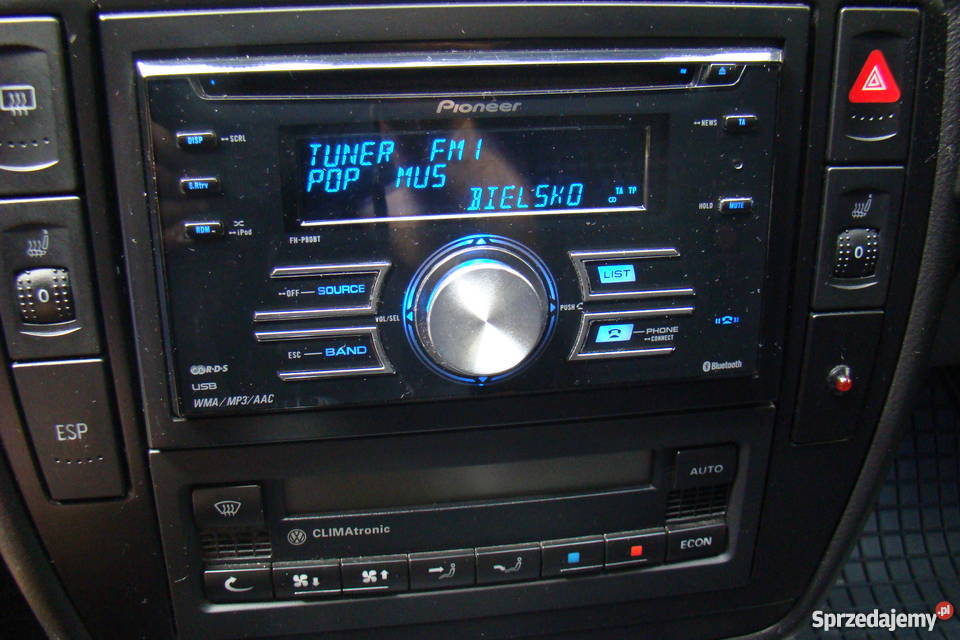 Pioneer
DISP SCRL
NEWS TA
TUNER FM1
POP MUS
BIELSKO TA TP
S.Rtrv
HOLD MUTE
RDM iPod
FH-P80BT
OFF SOURCE
LIST
VOL/SEL
PUSH
PHONE
CONNECT
ESC BAND
R·D·S
USB
WMA/MP3/AAC
Bluetooth
0
0
ESP
AUTO
CLIMAtronic
ECON
Sprzedajemy.pl